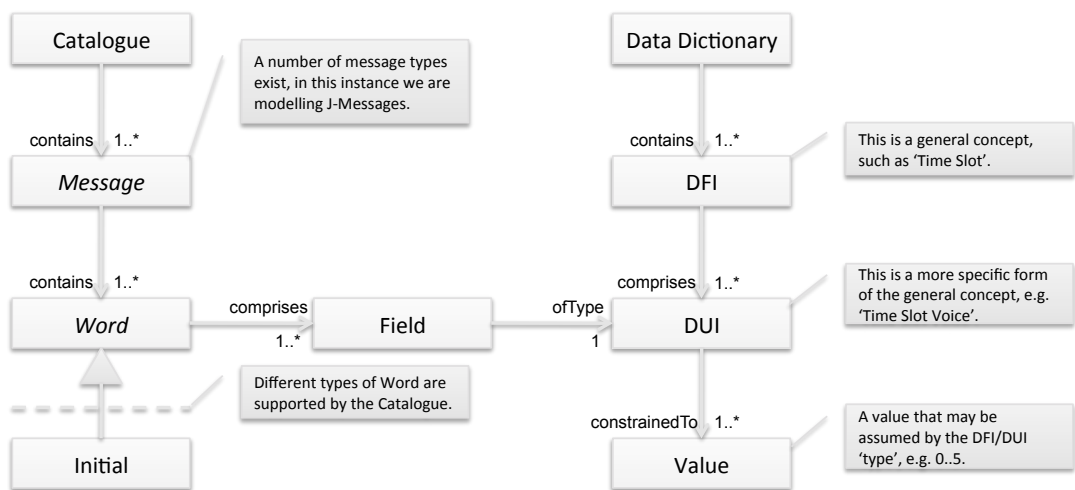 Catalogue
Data Dictionary
A number of message types
exist, in this instance we are
modelling J-Messages.
contains 1..*
contains 1..*
This is a general concept,
such as ‘Time Slot’.
Message
DFI
contains 1..*
comprises 1..*
This is a more specific form
of the general concept, e.g.
‘Time Slot Voice’.
Word
comprises
1..*
Field
ofType
1
DUI
Different types of Word are
supported by the Catalogue.
constrainedTo 1..*
A value that may be
assumed by the DFI/DUI
‘type’, e.g. 0..5.
Initial
Value